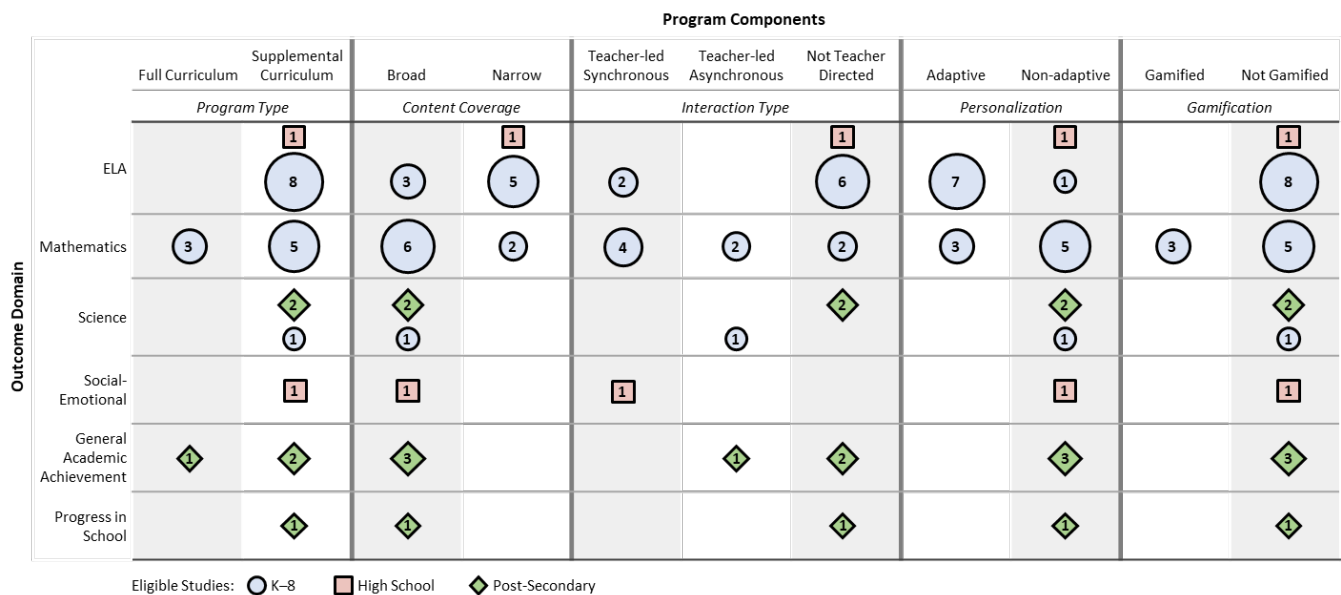 Program Components
Full Curriculum
Supplemental
Curriculum
Broad
Narrow
Teacher-led
Synchronous
Teacher-led
Asynchronous
Not Teacher
Directed
Adaptive
Non-adaptive
Gamified
Not Gamified
Program Type
Content Coverage
Interaction Type
Personalization
Gamification
Outcome Domain
ELA
1 1 1 1 1
8 3 5 2 6 7 1 8
Mathematics
3 5 6 2 4 2 2 3 5 3 5
Science
2 2 2 2 2
1 1 1 1 1
Social-
Emotional
1 1 1 1 1
General
Academic
Achievement
1 2 3 1 2 3 3
Progress in
School
1 1 1 1 1
Eligible Studies: K–8 High School Post-Secondary